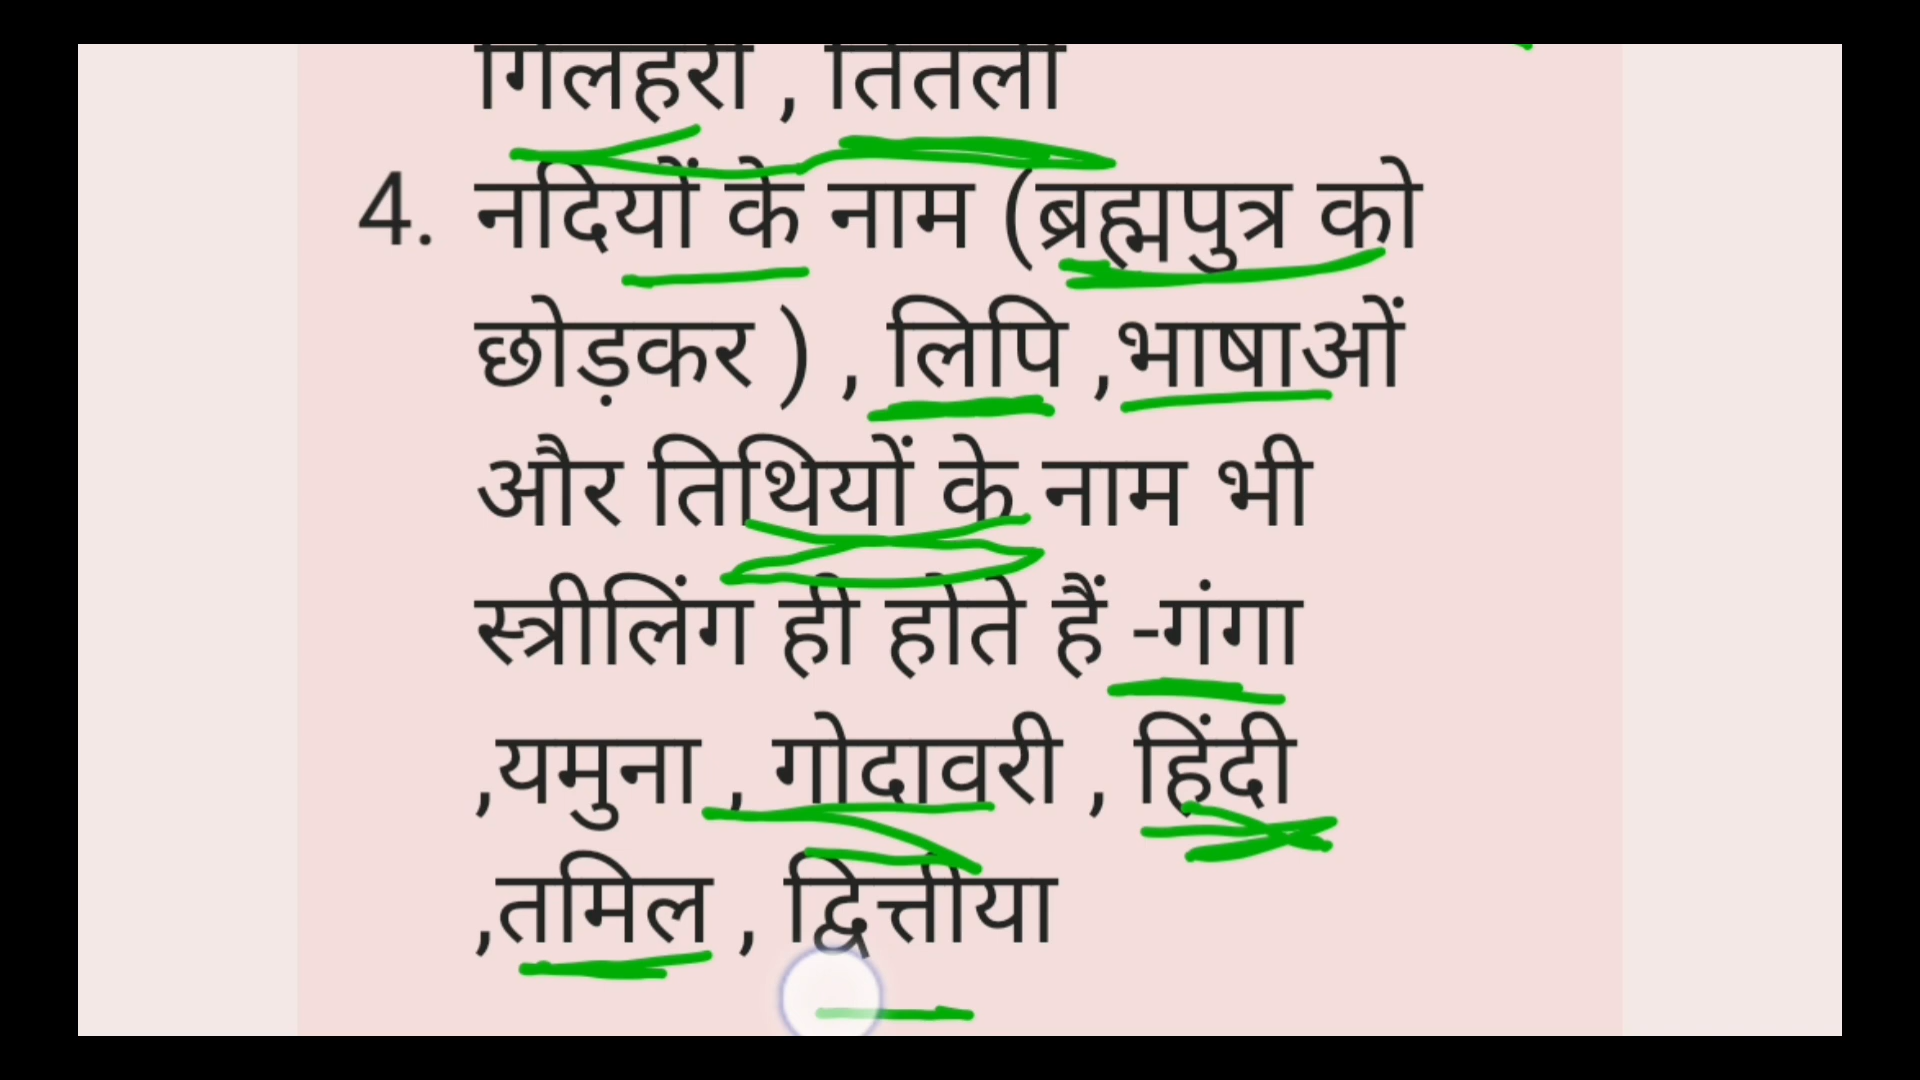 गिलहरी , तितली
4. नदियों के नाम (ब्रह्मपुत्र को
छोड़कर ) , लिपि ,भाषाओं
और तिथियों के नाम भी
स्त्रीलिंग ही होते हैं -गंगा
,यमुना , गोदावरी , हिंदी
,तमिल , द्वित्तीया